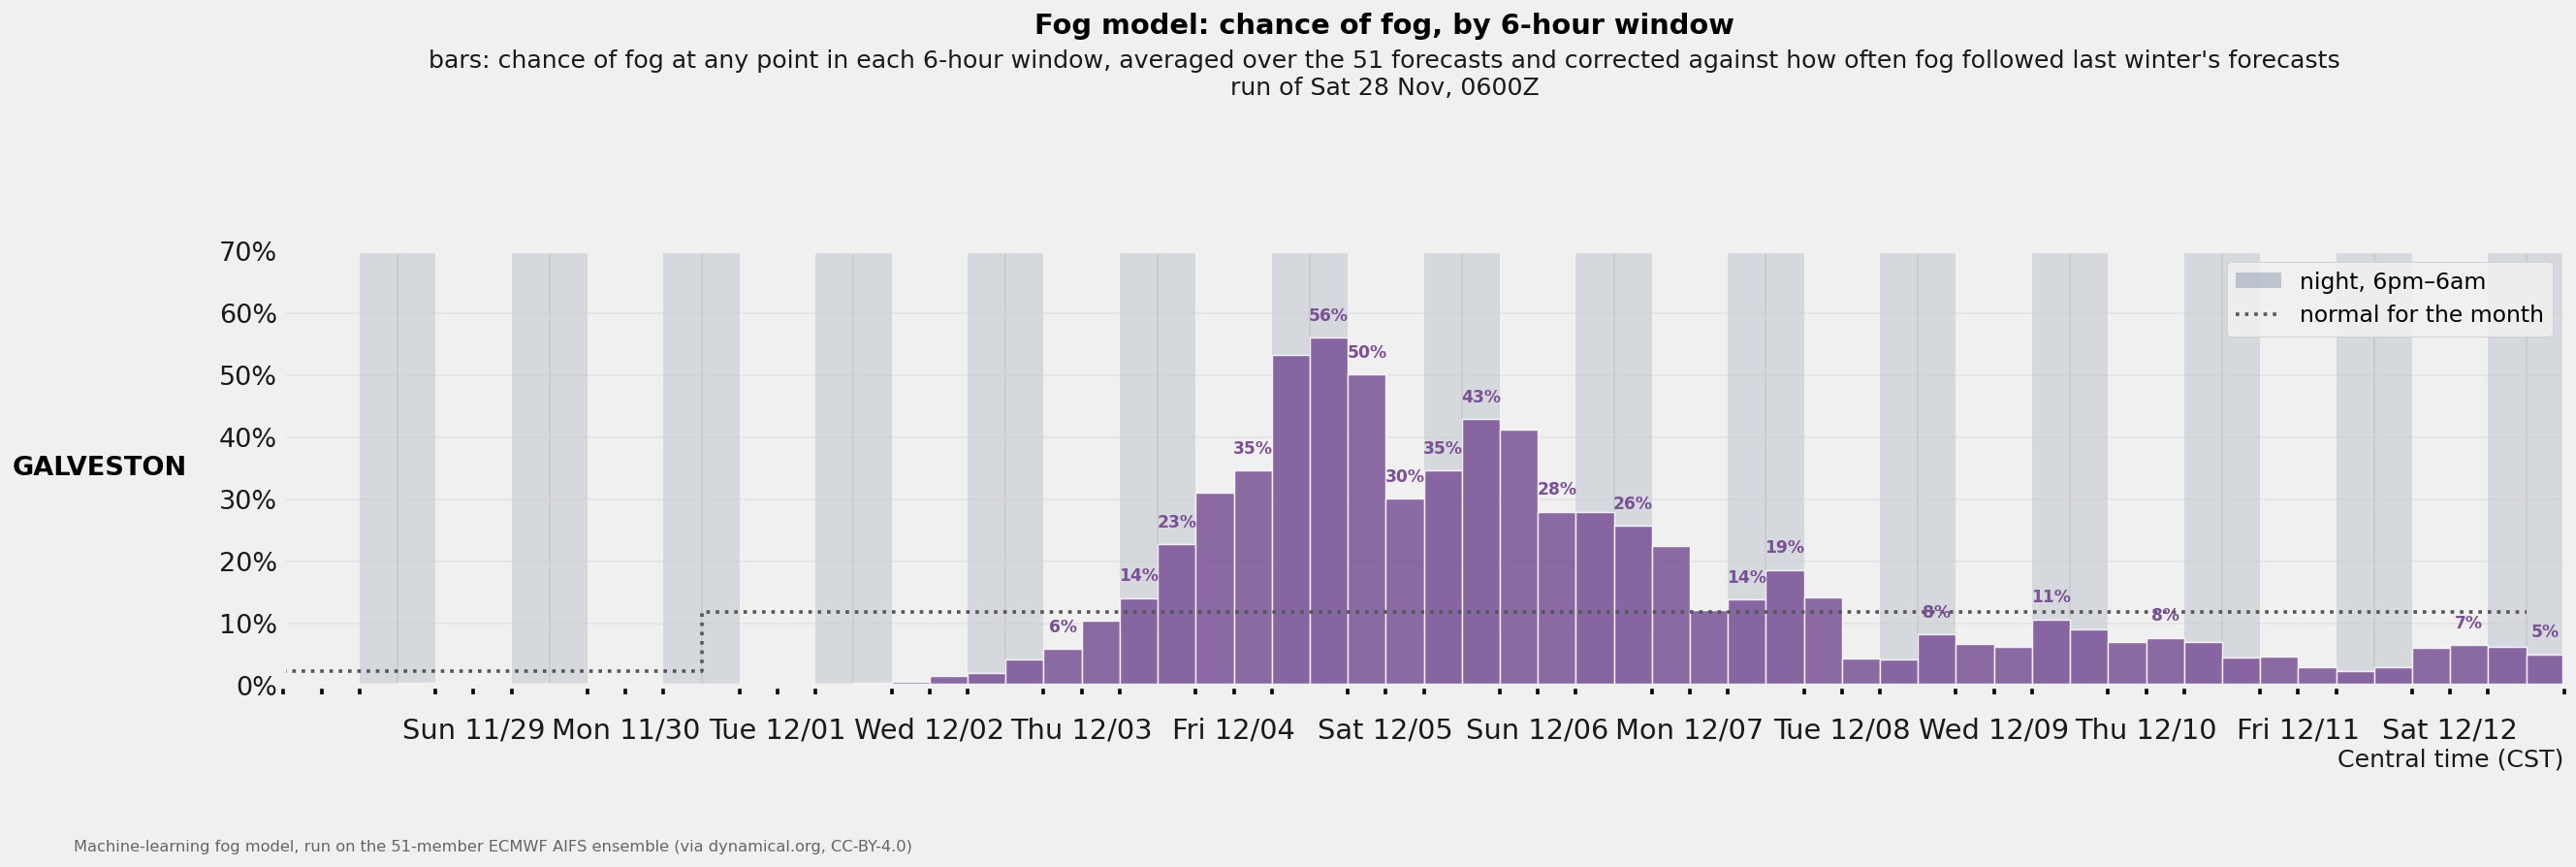 Fog model: chance of fog, by 6-hour window
bars: chance of fog at any point in each 6-hour window, averaged over the 51 forecasts and corrected against how often fog followed last winter's forecasts
run of Sat 28 Nov, 0600Z
70%
60%
50%
40%
30%
20%
10%
0%
GALVESTON
night, 6pm–6am
normal for the month
6%
14%
23%
35%
56%
50%
30%
35%
43%
28%
26%
14%
19%
8%
11%
8%
7%
5%
Sun 11/29 Mon 11/30 Tue 12/01 Wed 12/02 Thu 12/03 Fri 12/04 Sat 12/05 Sun 12/06 Mon 12/07 Tue 12/08 Wed 12/09 Thu 12/10 Fri 12/11 Sat 12/12
Central time (CST)
Machine-learning fog model, run on the 51-member ECMWF AIFS ensemble (via dynamical.org, CC-BY-4.0)